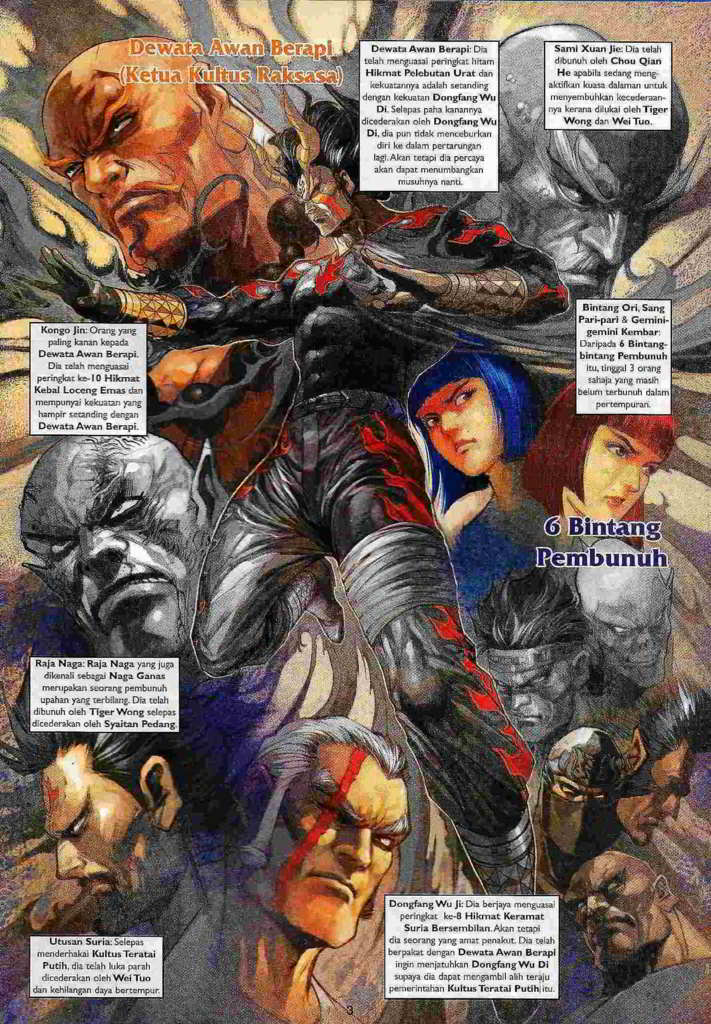 Dewata Awan Berapi
(Ketua Kultus Raksasa)
Dewata Awan Berapi: Dia
telah menguasai peringkat hitam
Hikmat Pelebutan Urat dan
kekuatannya adalah setanding
dengan kekuatan Dongfang Wu
Di. Selepas paha kanannya
dicederakan oleh Dongfang Wu
Di, dia pun tidak menceburkan
diri ke dalam pertarungan
lagi. Akan tetapi dia percaya
akan dapat menumbangkan
musuhnya nanti.
Sami Xuan Jie: Dia telah
dibunuh oleh Chou Qian
He apabila sedang meng-
aktifkan kuasa dalaman untuk
menyembuhkan kecederaan-
nya kerana dilukai oleh Tiger
Wong dan Wei Tuo.
Kongo Jin: Orang yang
paling kanan kepada
Dewata Awan Berapi.
Dia telah menguasai
peringkat ke-10 Hikmat
Kebal Loceng Emas dan
mempunyai kekuatan yang
hampir setanding dengan
Dewata Awan Berapi.
Bintang Ori, Sang
Pari-pari & Gemini-
gemini Kembar:
Daripada 6 Bintang-
bintang Pembunuh
itu, tinggal 3 orang
sahaja yang masih
belum terbunuh dalam
pertempuran.
6 Bintang
Pembunuh
Raja Naga: Raja Naga yang juga
dikenali sebagai Naga Ganas
merupakan seorang pembunuh
upahan yang terbilang. Dia telah
dibunuh oleh Tiger Wong selepas
dicederakan oleh Syaitan Pedang.
Utusan Suria: Selepas
menderhakai Kultus Teratai
Putih, dia telah luka parah
dicederakan oleh Wei Tuo
dan kehilangan daya bertempur.
Dongfang Wu Ji: Dia berjaya menguasai
peringkat ke-8 Hikmat Keramat
Suria Bersembilan. Akan tetapi
dia seorang yang amat penakut. Dia telah
berpakat dengan Dewata Awan Berapi
ingin menjatuhkan Dongfang Wu Di
supaya dia dapat mengambil alih teraju
pemerintahan Kultus Teratai Putih itu.
3